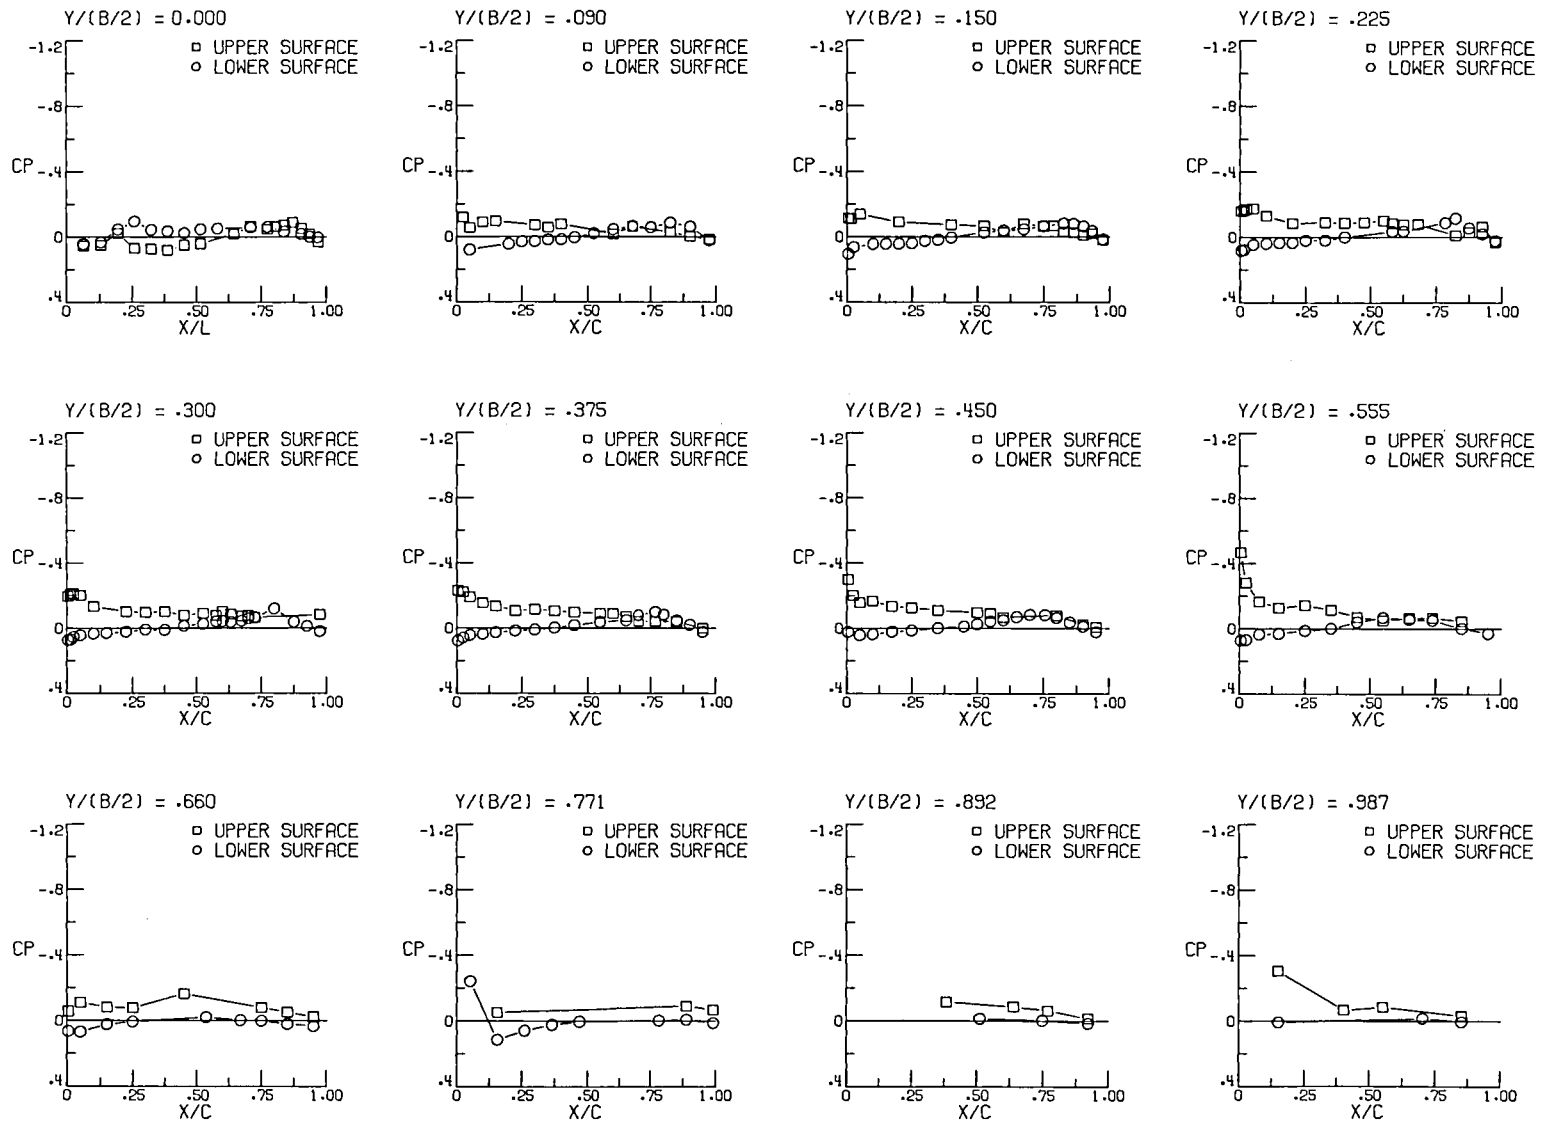 Y/(B/2) = 0.000
-1.2
□ UPPER SURFACE
○ LOWER SURFACE
-.8
CP -.4
0
.4
0 .25 .50 .75 1.00
X/L
Y/(B/2) = .090
-1.2
□ UPPER SURFACE
○ LOWER SURFACE
-.8
CP -.4
0
.4
0 .25 .50 .75 1.00
X/C
Y/(B/2) = .150
-1.2
□ UPPER SURFACE
○ LOWER SURFACE
-.8
CP -.4
0
.4
0 .25 .50 .75 1.00
X/C
Y/(B/2) = .225
-1.2
□ UPPER SURFACE
○ LOWER SURFACE
-.8
CP -.4
0
.4
0 .25 .50 .75 1.00
X/C
Y/(B/2) = .300
-1.2
□ UPPER SURFACE
○ LOWER SURFACE
-.8
CP -.4
0
.4
0 .25 .50 .75 1.00
X/C
Y/(B/2) = .375
-1.2
□ UPPER SURFACE
○ LOWER SURFACE
-.8
CP -.4
0
.4
0 .25 .50 .75 1.00
X/C
Y/(B/2) = .450
-1.2
□ UPPER SURFACE
○ LOWER SURFACE
-.8
CP -.4
0
.4
0 .25 .50 .75 1.00
X/C
Y/(B/2) = .555
-1.2
□ UPPER SURFACE
○ LOWER SURFACE
-.8
CP -.4
0
.4
0 .25 .50 .75 1.00
X/C
Y/(B/2) = .660
-1.2
□ UPPER SURFACE
○ LOWER SURFACE
-.8
CP -.4
0
.4
0 .25 .50 .75 1.00
X/C
Y/(B/2) = .771
-1.2
□ UPPER SURFACE
○ LOWER SURFACE
-.8
CP -.4
0
.4
0 .25 .50 .75 1.00
X/C
Y/(B/2) = .892
-1.2
□ UPPER SURFACE
○ LOWER SURFACE
-.8
CP -.4
0
.4
0 .25 .50 .75 1.00
X/C
Y/(B/2) = .987
-1.2
□ UPPER SURFACE
○ LOWER SURFACE
-.8
CP -.4
0
.4
0 .25 .50 .75 1.00
X/C